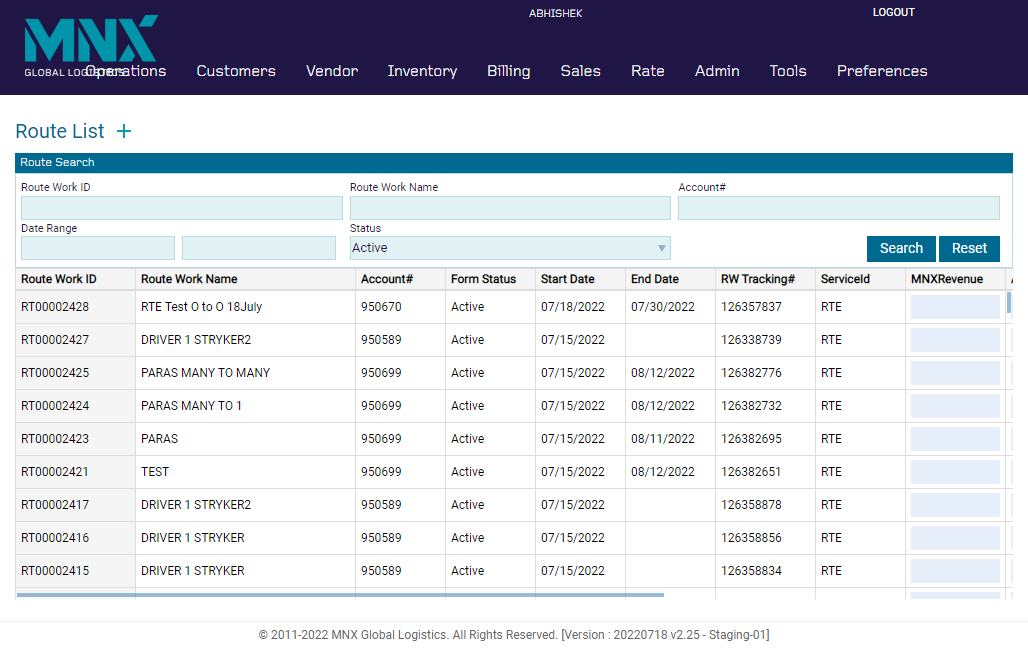 ABHISHEK LOGOUT
MNX
GLOBAL LOGISTICS
Operations Customers Vendor Inventory Billing Sales Rate Admin Tools Preferences
Route List +
Route Search
Route Work ID Route Work Name Account#
Date Range Status
Active Search Reset
Route Work ID Route Work Name Account# Form Status Start Date End Date RW Tracking# ServiceId MNXRevenue
RT00002428 RTE Test O to O 18July 950670 Active 07/18/2022 07/30/2022 126357837 RTE
RT00002427 DRIVER 1 STRYKER2 950589 Active 07/15/2022 126338739 RTE
RT00002425 PARAS MANY TO MANY 950699 Active 07/15/2022 08/12/2022 126382776 RTE
RT00002424 PARAS MANY TO 1 950699 Active 07/15/2022 08/12/2022 126382732 RTE
RT00002423 PARAS 950699 Active 07/15/2022 08/11/2022 126382695 RTE
RT00002421 TEST 950699 Active 07/15/2022 08/12/2022 126382651 RTE
RT00002417 DRIVER 1 STRYKER2 950589 Active 07/15/2022 126358878 RTE
RT00002416 DRIVER 1 STRYKER 950589 Active 07/15/2022 126358856 RTE
RT00002415 DRIVER 1 STRYKER 950589 Active 07/15/2022 126358834 RTE
© 2011-2022 MNX Global Logistics. All Rights Reserved. [Version : 20220718 v2.25 - Staging-01]